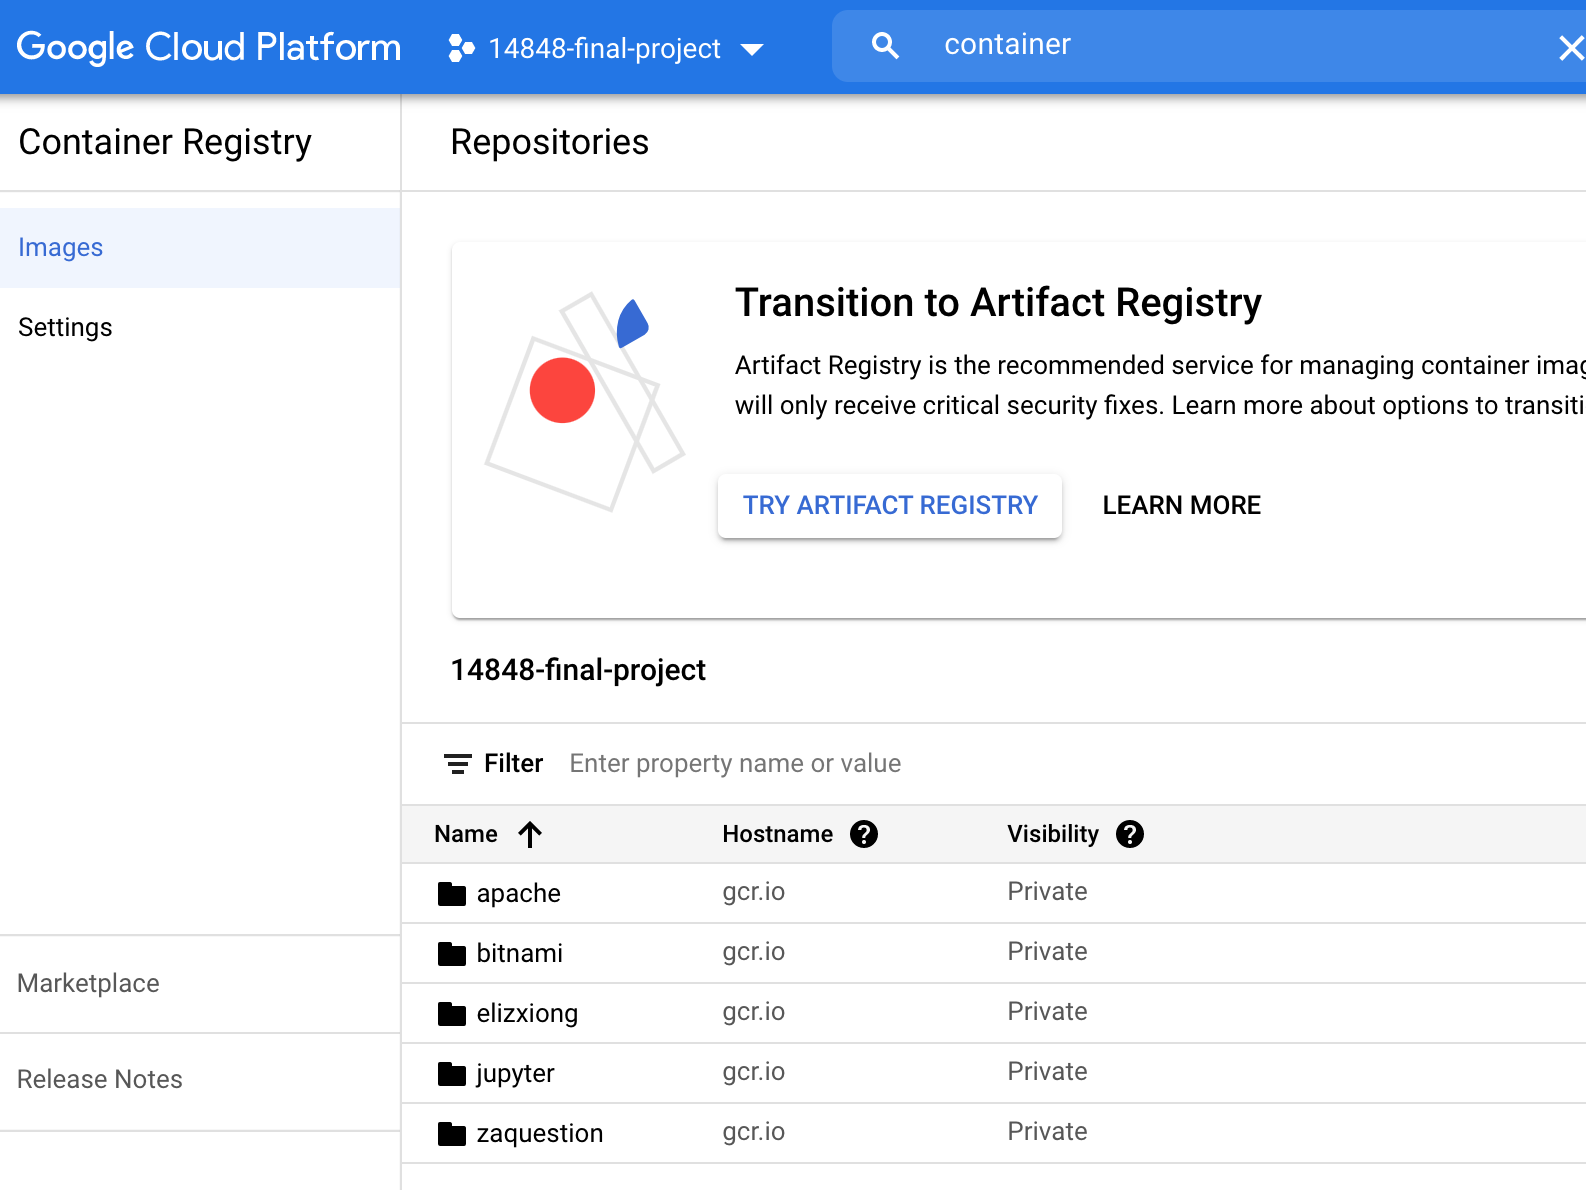 Google Cloud Platform
14848-final-project
container
Container Registry
Repositories
Images
Settings
Marketplace
Release Notes
Transition to Artifact Registry
Artifact Registry is the recommended service for managing container
will only receive critical security fixes. Learn more about options to
TRY ARTIFACT REGISTRY
LEARN MORE
14848-final-project
Filter Enter property name or value
Name Hostname Visibility
apache gcr.io Private
bitnami gcr.io Private
elizxiong gcr.io Private
jupyter gcr.io Private
zaquestion gcr.io Private